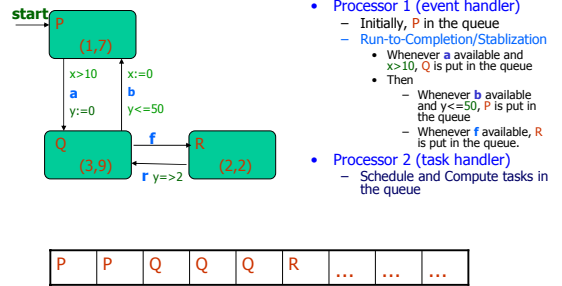 start
P
(1,7)
x>10
a
y:=0
x:=0
b
y<=50
Q
(3,9)
f
R
(2,2)
r y=>2
• Processor 1 (event handler)
– Initially, P in the queue
– Run-to-Completion/Stablization
• Whenever a available and
x>10, Q is put in the queue
• Then
– Whenever b available
and y<=50, P is put in
the queue
– Whenever f available, R
is put in the queue.
• Processor 2 (task handler)
– Schedule and Compute tasks in
the queue
P P Q Q Q R ... ... ...